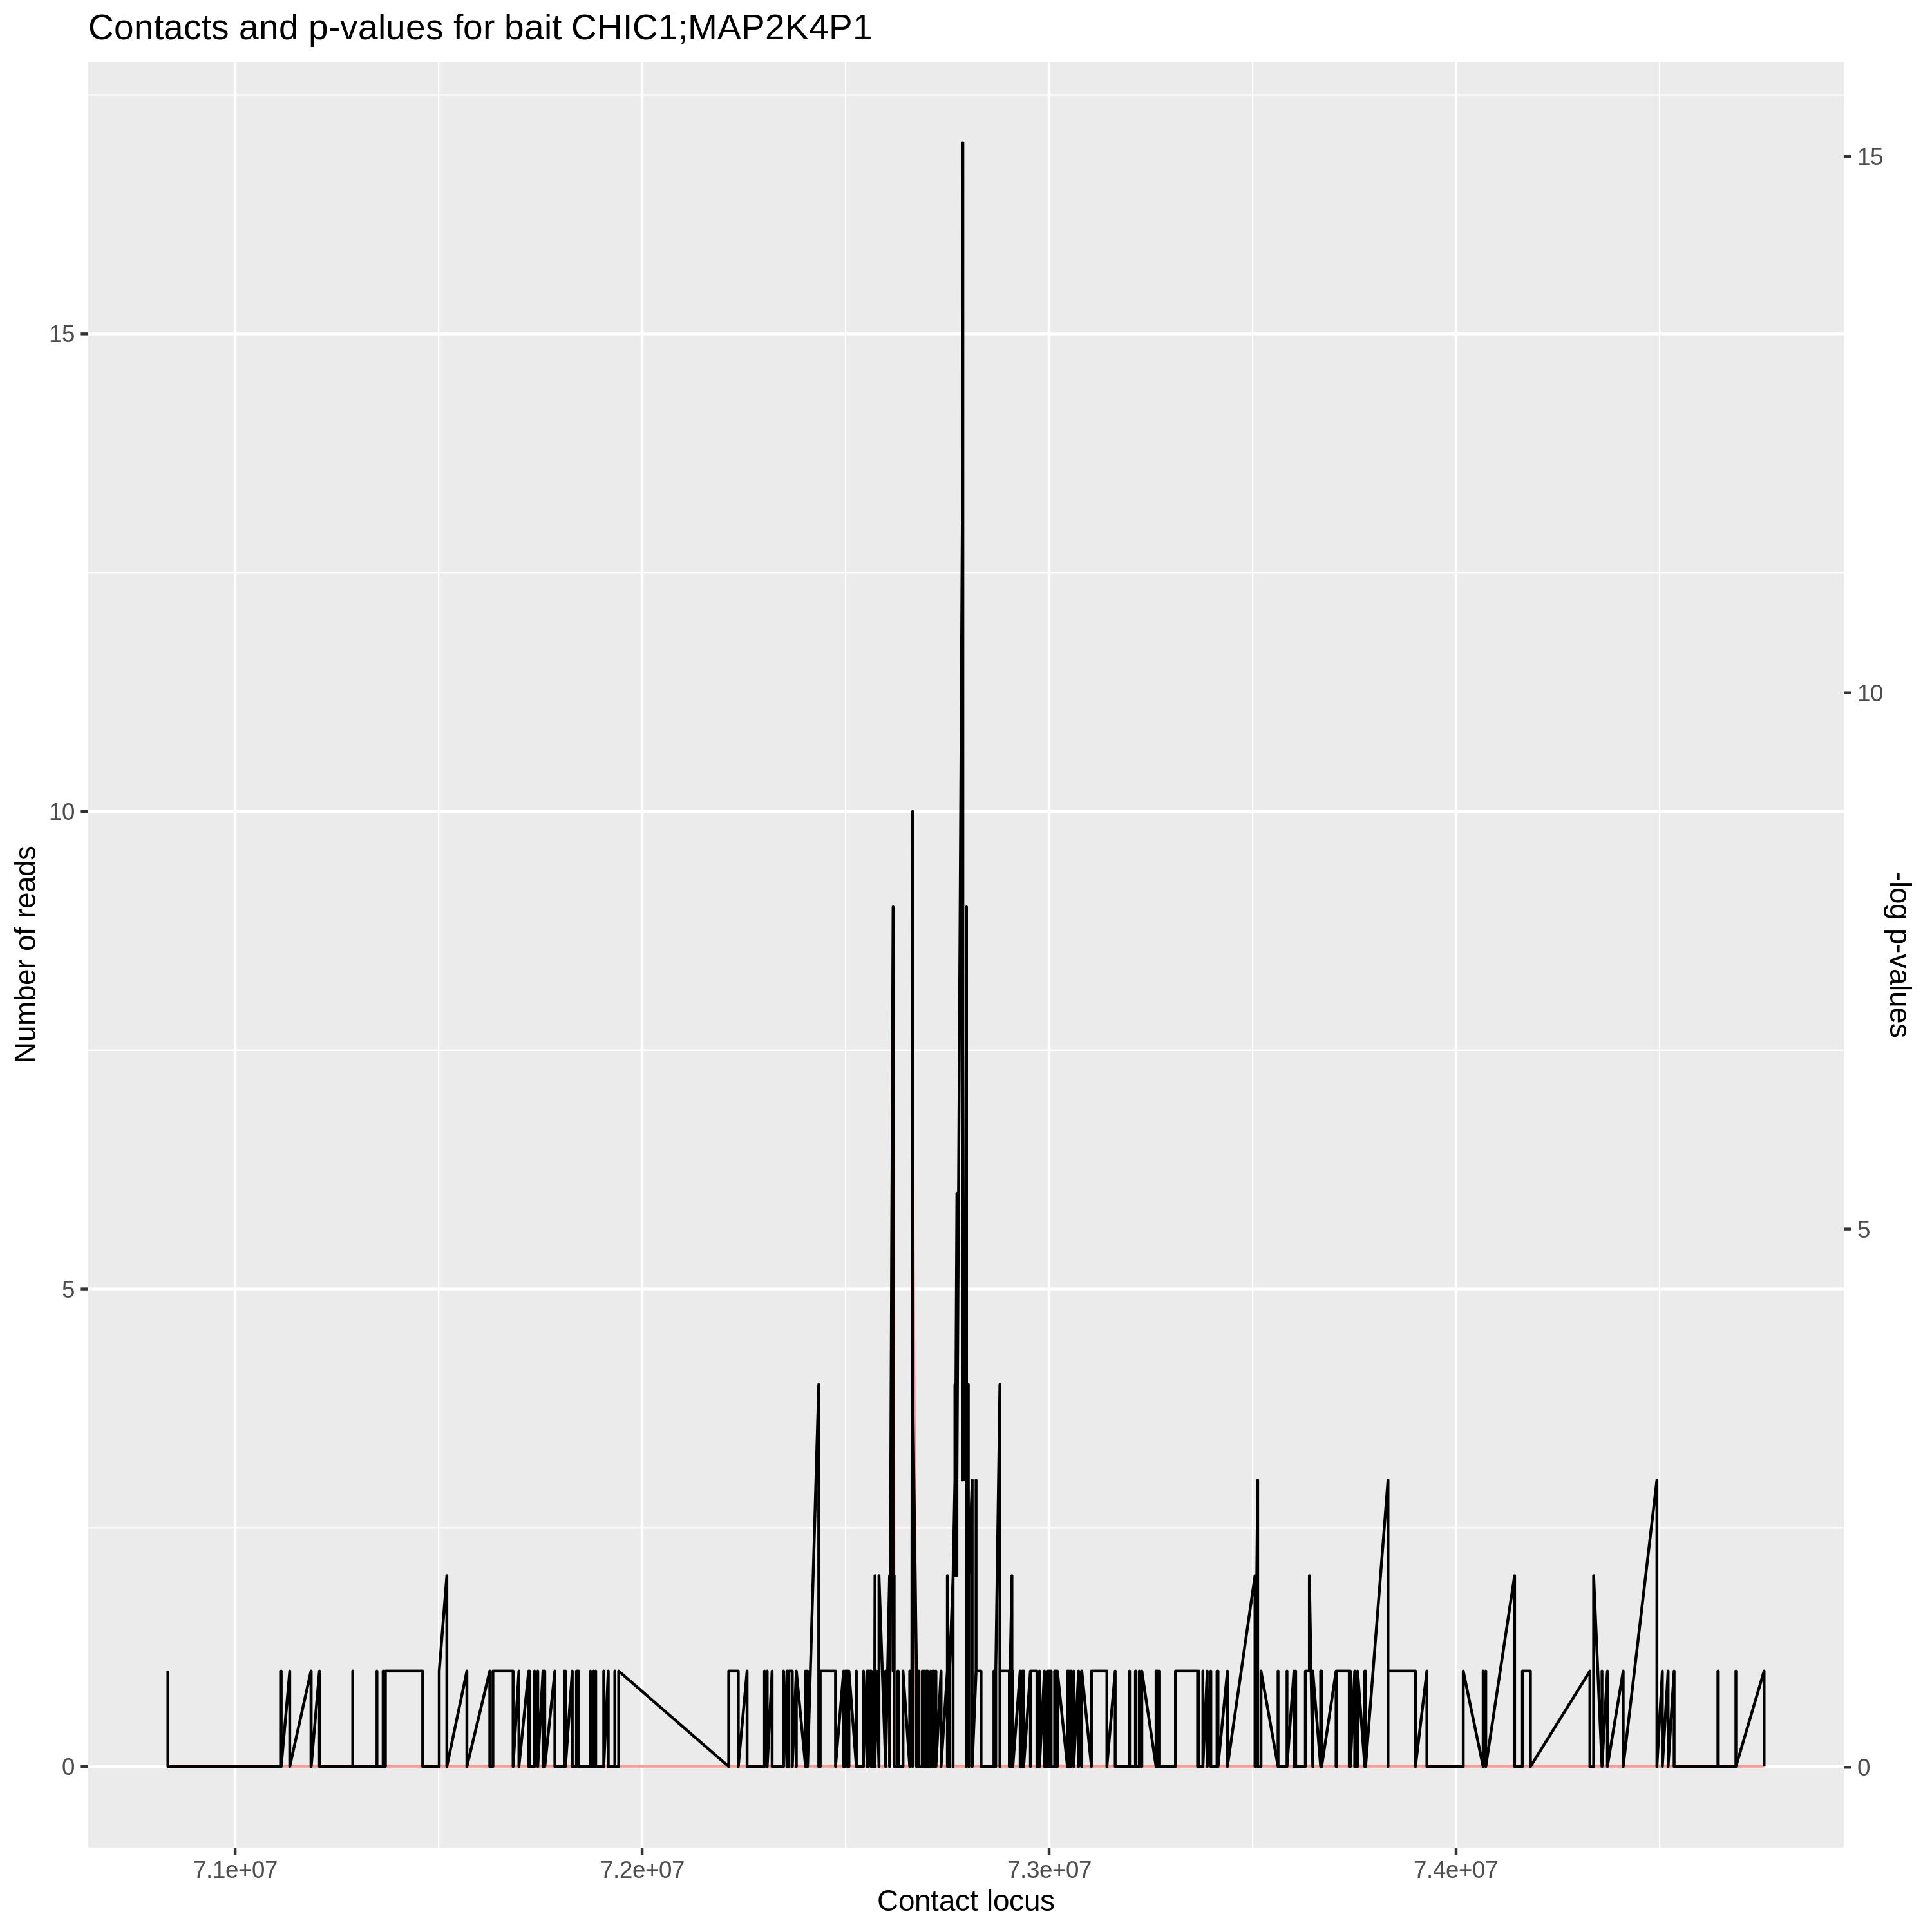 Contacts and p-values for bait CHIC1;MAP2K4P1
15
10
5
0
Number of reads
15
10
5
0
-log p-values
7.1e+07 7.2e+07 7.3e+07 7.4e+07
Contact locus